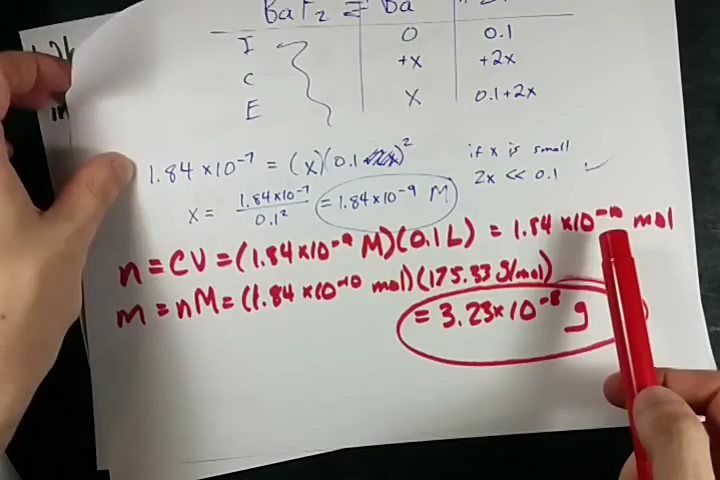 BaF₂ ⇌ Ba
I 0 0.1
C +x +2x
E x 0.1+2x
1.84 ×10⁻⁷ = (x)(0.1)² if x is small
2x << 0.1 ✓
x = 1.84×10⁻⁷ / 0.1² = 1.84 ×10⁻⁹ M
n = CV = (1.84×10⁻⁹ M)(0.1 L) = 1.84 ×10⁻¹⁰ mol
m = nM = (1.84 ×10⁻¹⁰ mol)(175.33 g/mol)
= 3.23×10⁻⁸ g